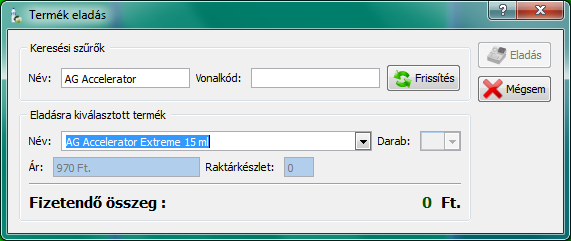 Termék eladás
Keresési szűrők
Név: AG Accelerator Vonalkód: Frissítés
Eladás
Mégsem
Eladásra kiválasztott termék
Név: AG Accelerator Extreme 15 ml Darab:
Ár: 970 Ft. Raktárkészlet: 0
Fizetendő összeg : 0 Ft.